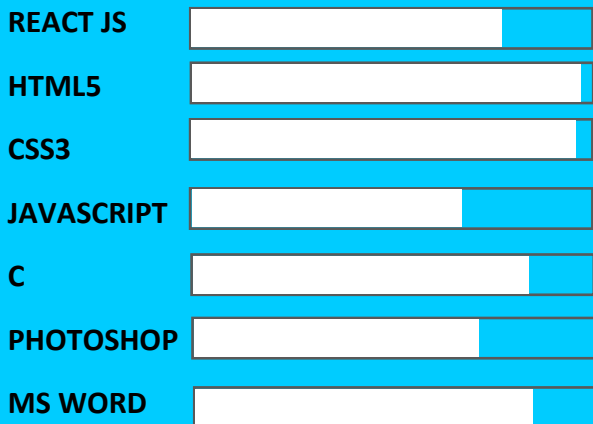 REACT JS
HTML5
CSS3
JAVASCRIPT
C
PHOTOSHOP
MS WORD